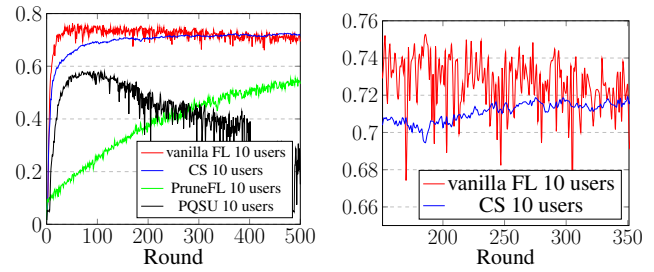 0.8
0.6
0.4
0.2
0
0 100 200 300 400 500
Round
vanilla FL 10 users
CS 10 users
PruneFL 10 users
PQSU 10 users
0.76
0.74
0.72
0.7
0.68
0.66
200 250 300 350
Round
vanilla FL 10 users
CS 10 users